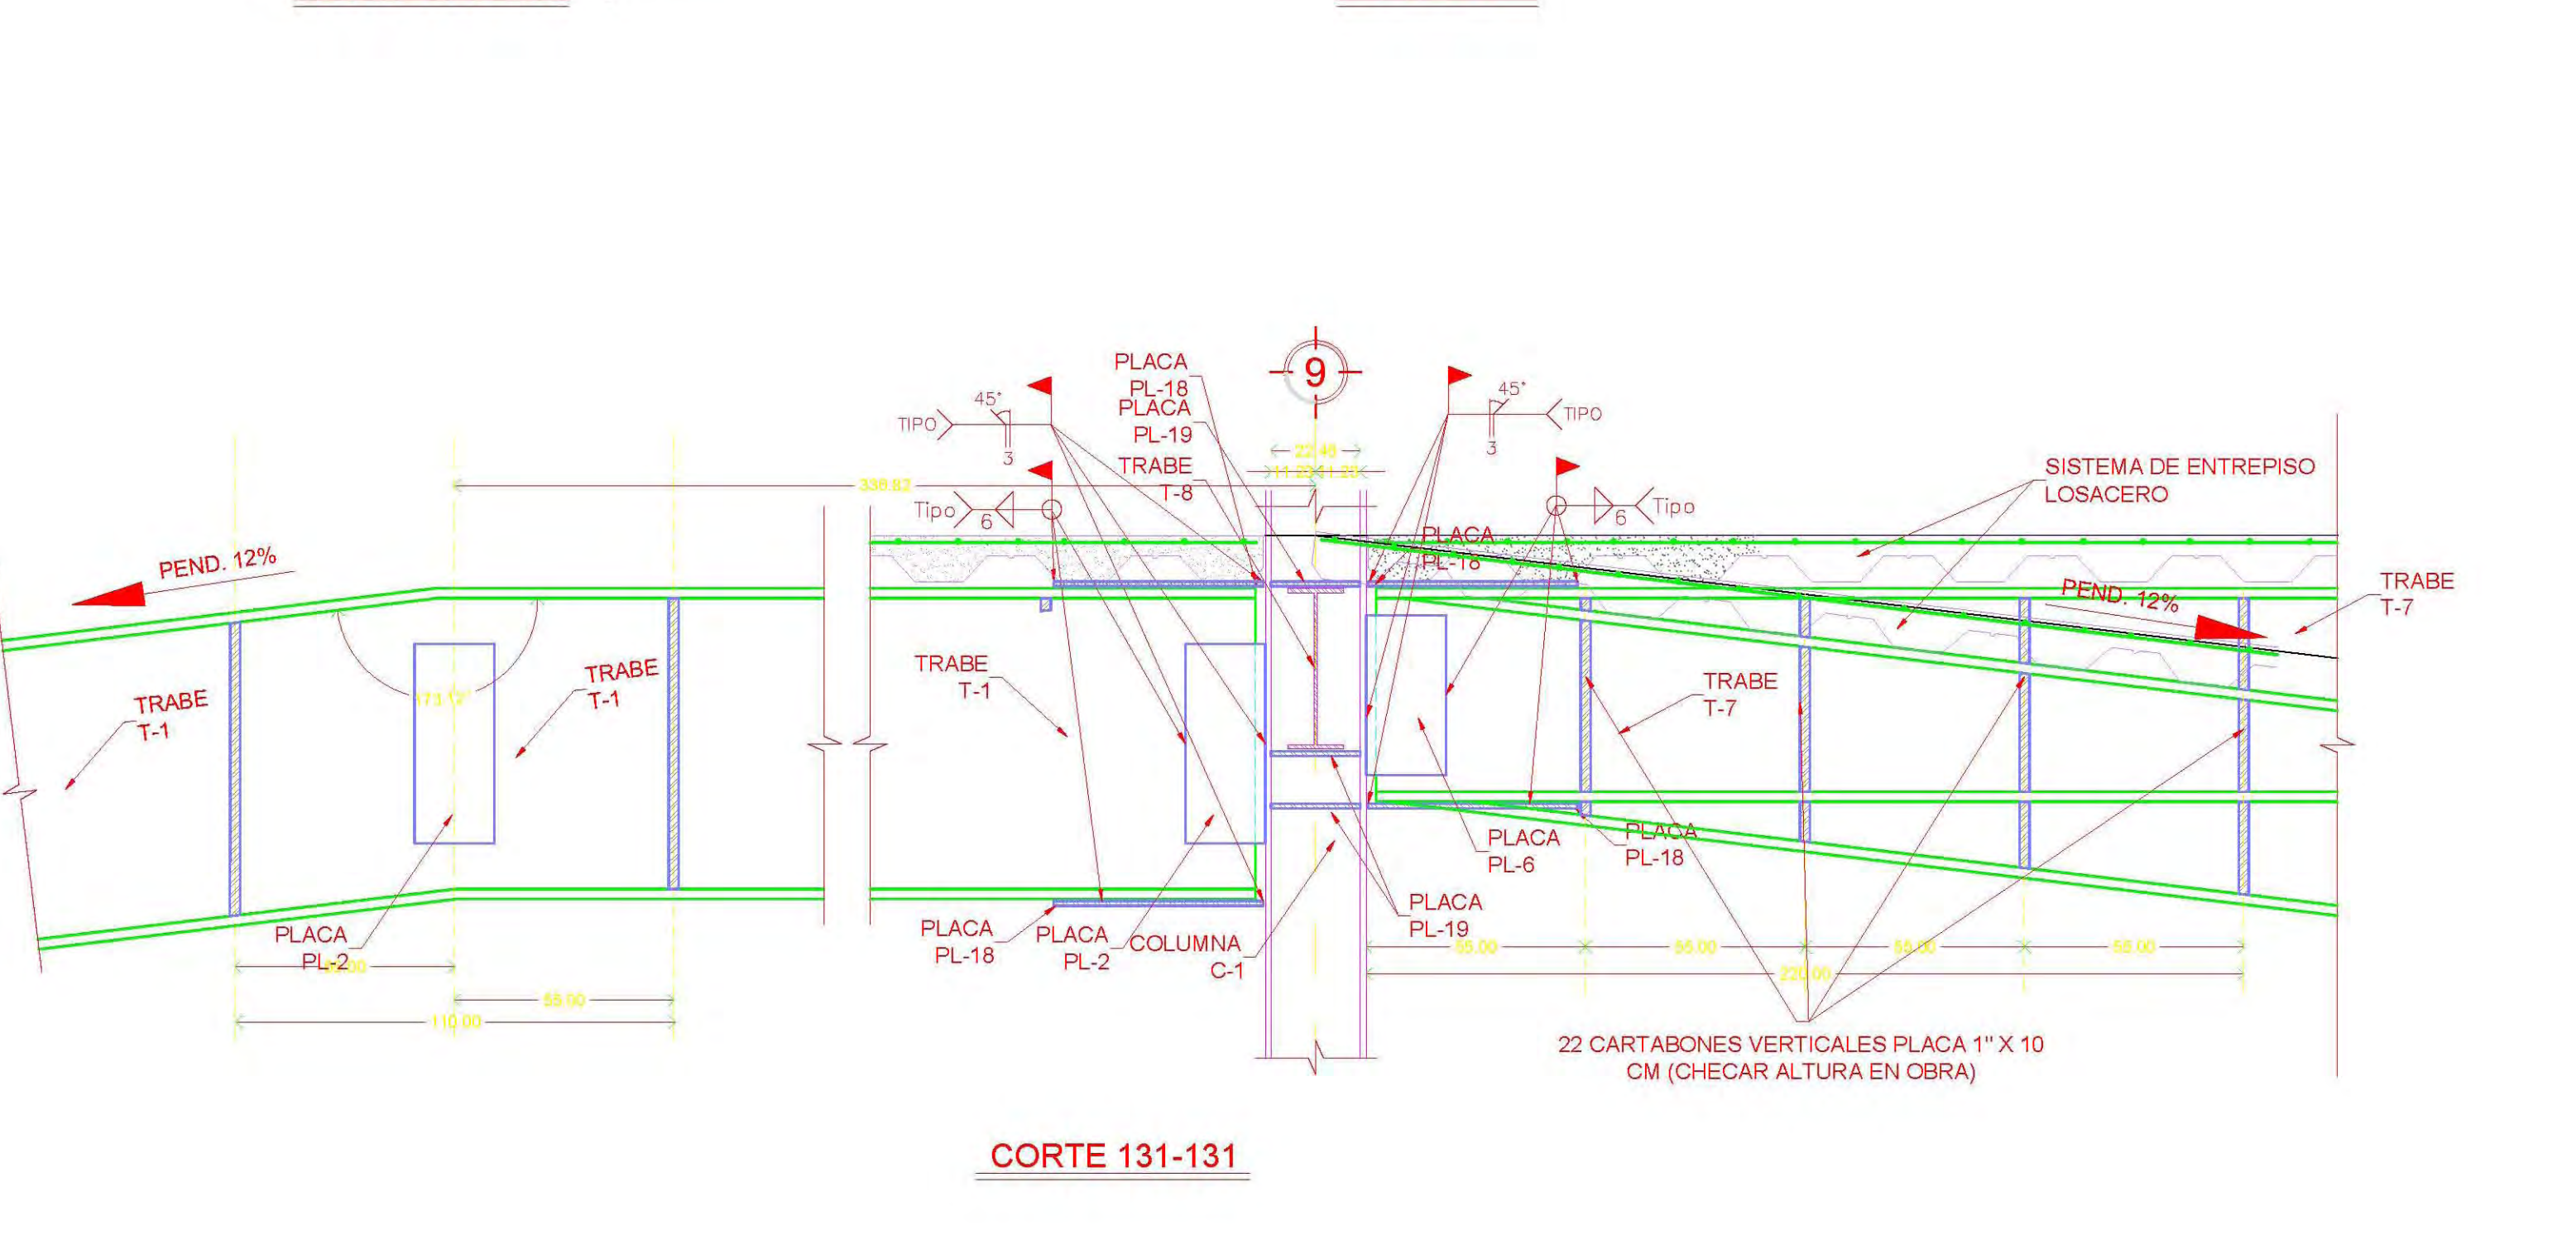 PLACA
PL-18
PLACA
PL-19
TRABE
T-8
9
45°
TIPO
3
45°
TIPO
3
22.46
11.23
11.23
Tipo
6
6
Tipo
SISTEMA DE ENTREPISO
LOSACERO
PLACA
PL-18
PEND. 12%
PEND. 12%
TRABE
T-7
TRABE
T-1
TRABE
T-1
TRABE
T-1
TRABE
T-7
PLACA
PL-18
PLACA
PL-6
PLACA
PL-19
PLACA
PL-2
PLACA
PL-18
PLACA
PL-2
COLUMNA
C-1
55.00
55.00
55.00
55.00
220.00
55.00
110.00
22 CARTABONES VERTICALES PLACA 1" X 10
CM (CHECAR ALTURA EN OBRA)
CORTE 131-131